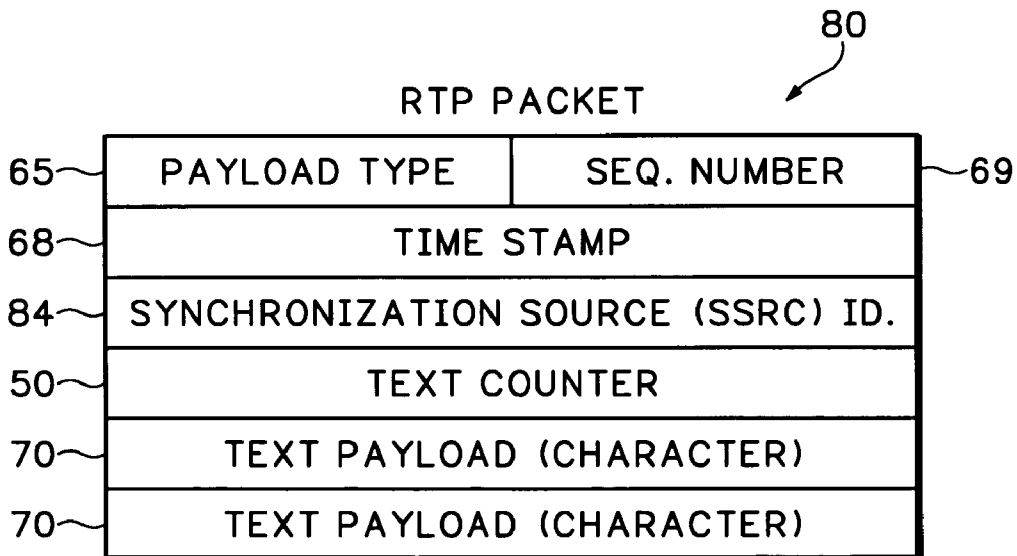 80
RTP PACKET
65 PAYLOAD TYPE SEQ. NUMBER 69
68 TIME STAMP
84 SYNCHRONIZATION SOURCE (SSRC) ID.
50 TEXT COUNTER
70 TEXT PAYLOAD (CHARACTER)
70 TEXT PAYLOAD (CHARACTER)